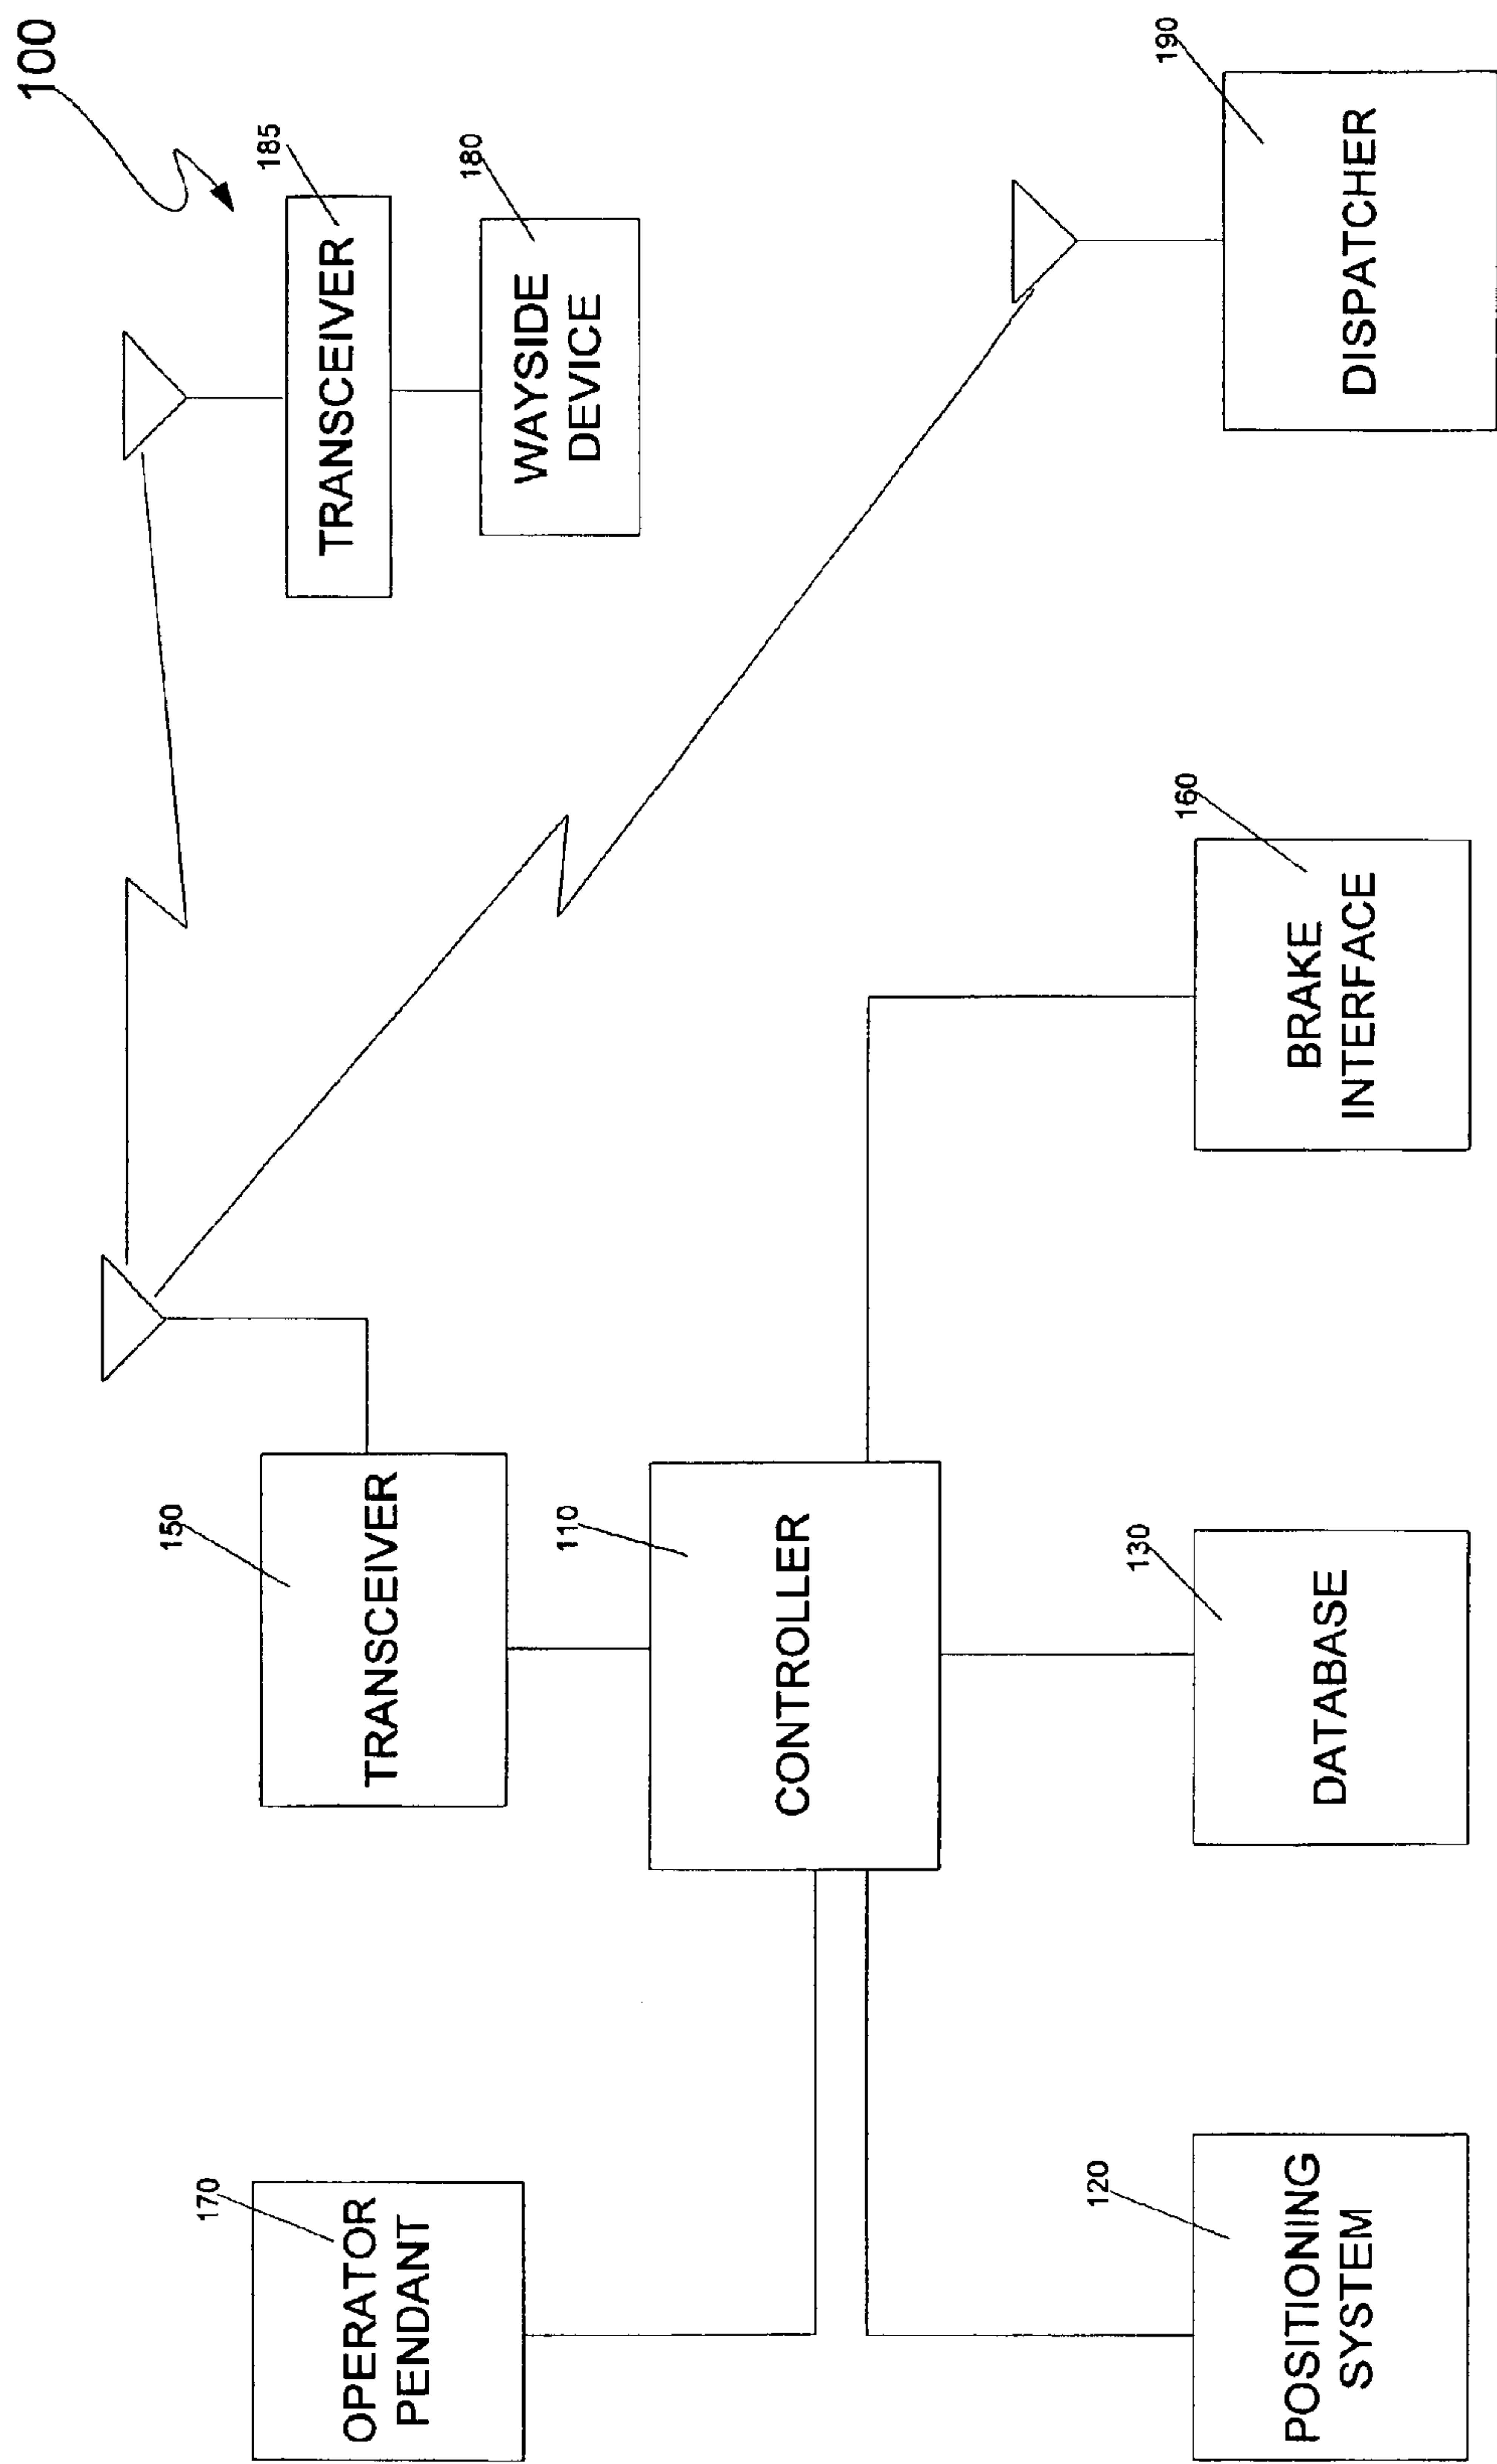 100
170
OPERATOR
PENDANT
150
TRANSCEIVER
185
TRANSCEIVER
180
WAYSIDE
DEVICE
110
CONTROLLER
120
POSITIONING
SYSTEM
130
DATABASE
160
BRAKE
INTERFACE
190
DISPATCHER